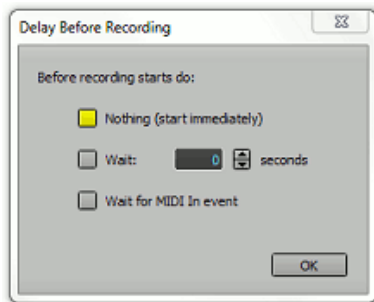 Delay Before Recording
Before recording starts do:
Nothing (start immediately)
Wait: 0 seconds
Wait for MIDI In event
OK